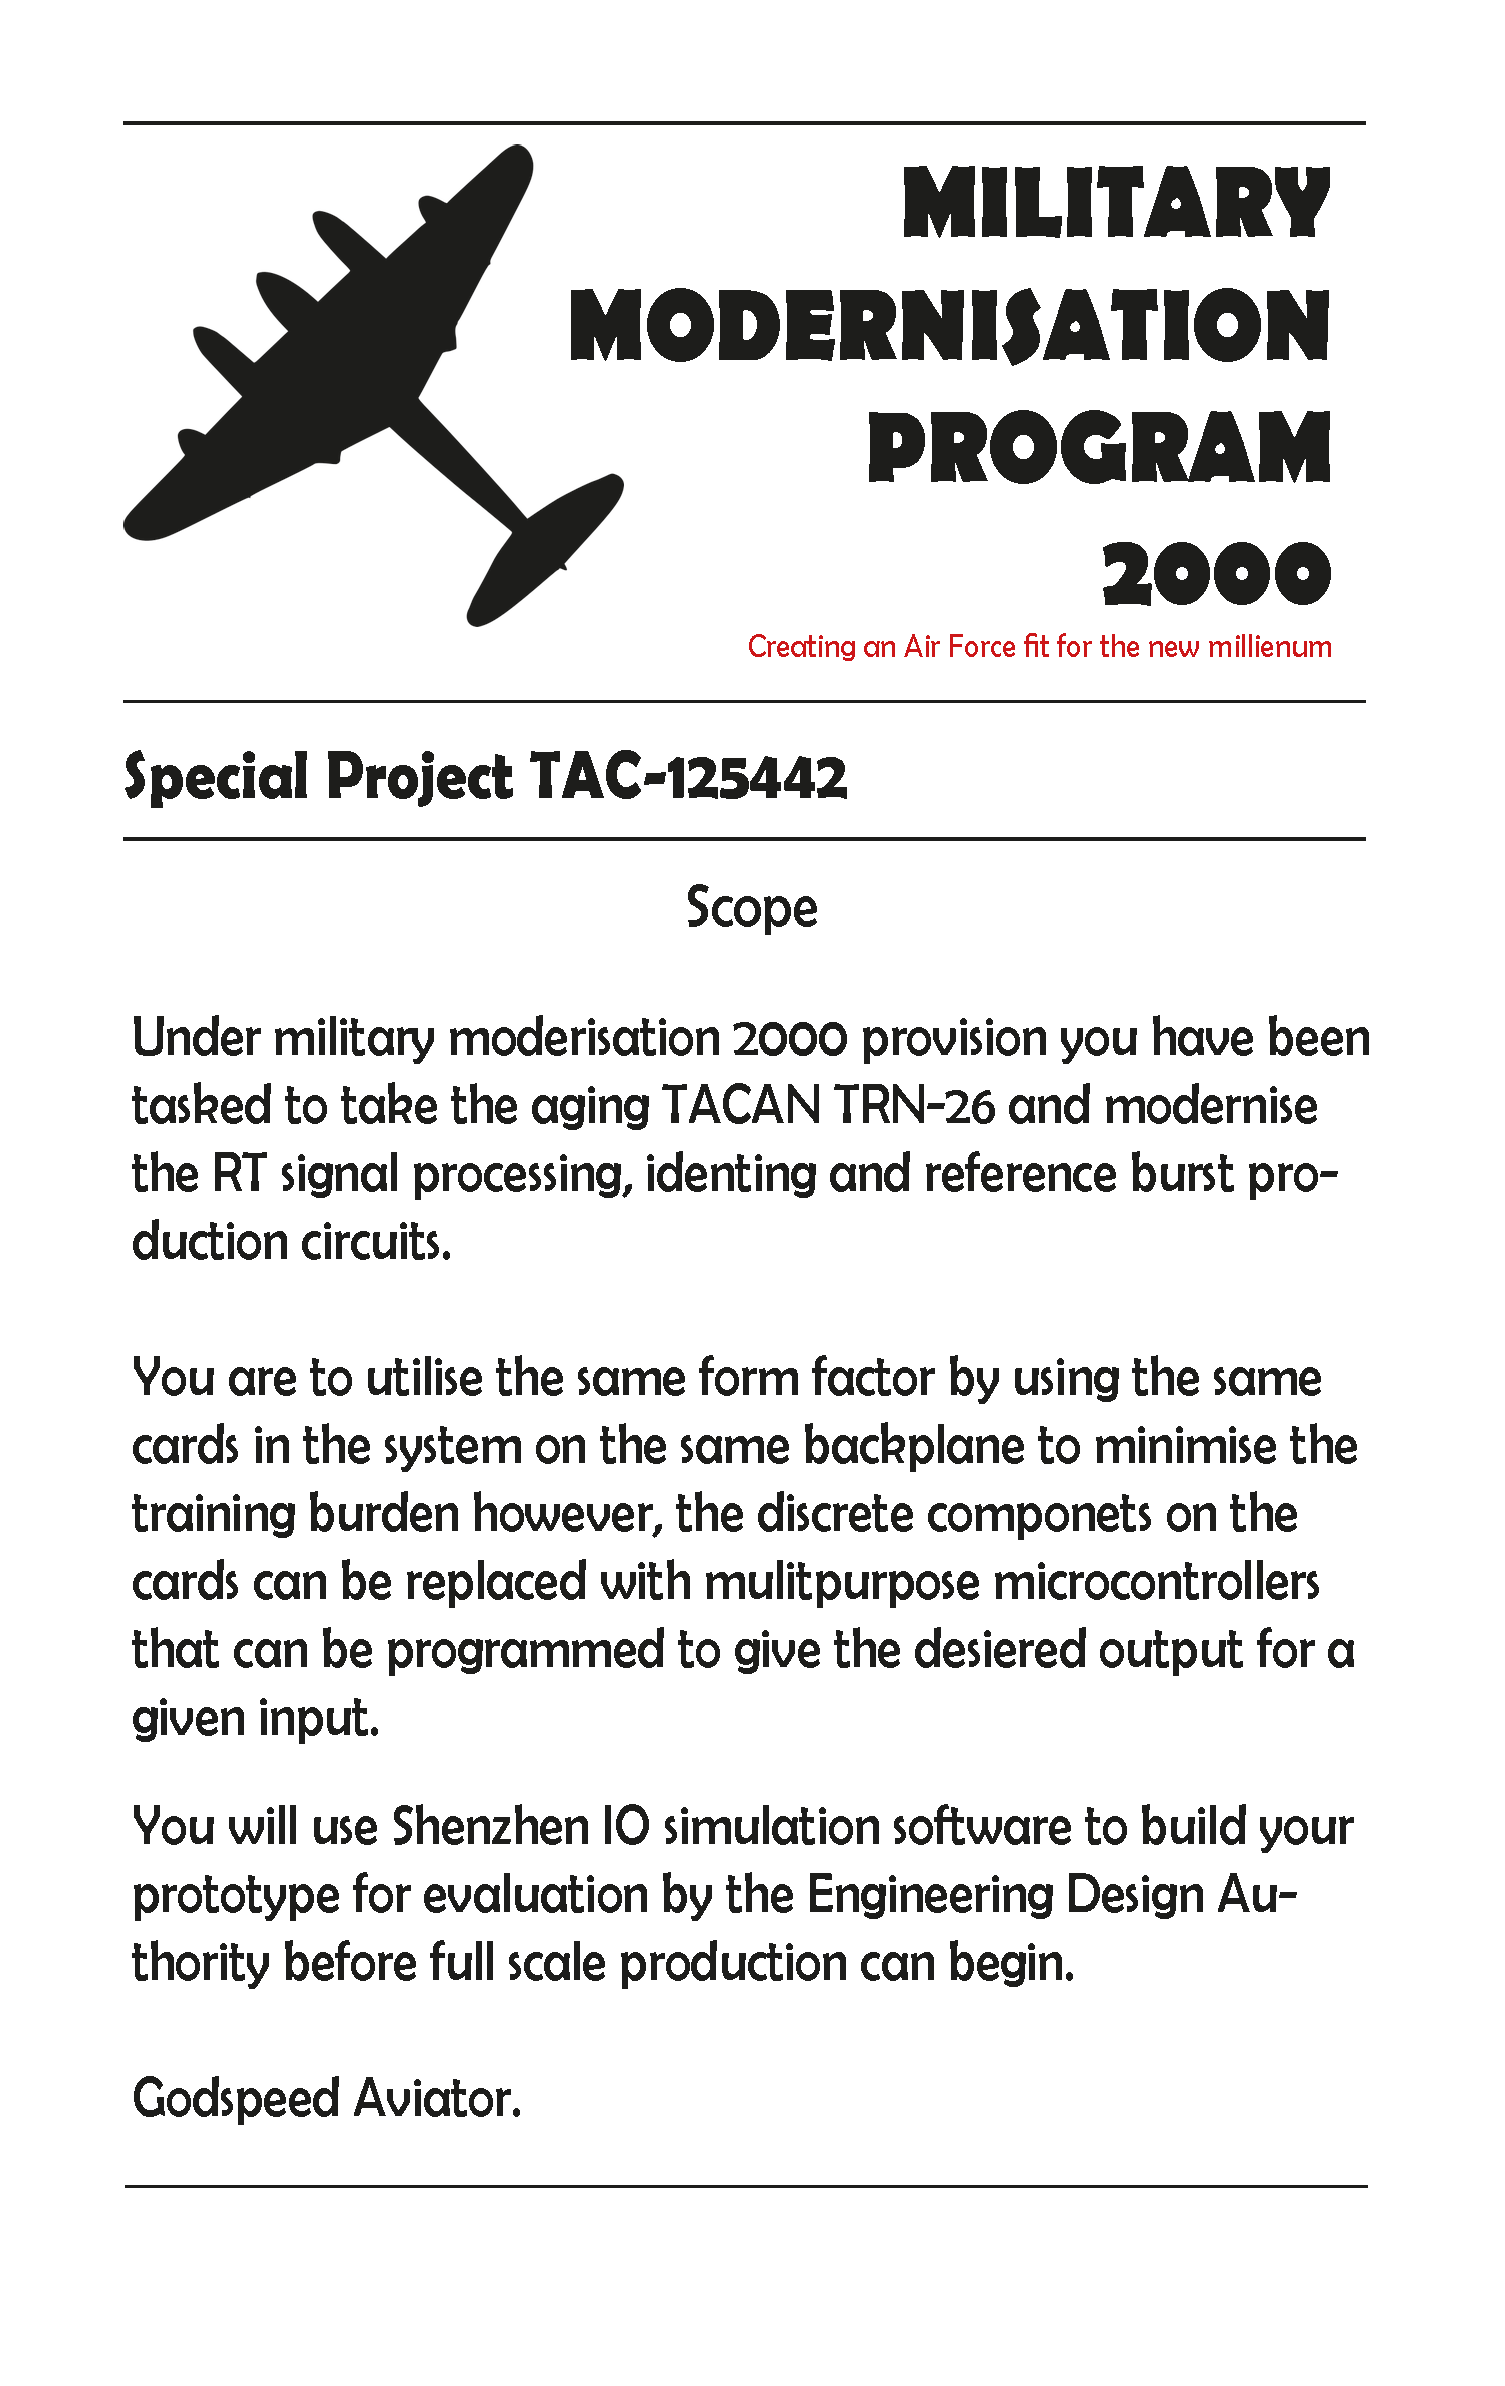 MILITARY
MODERNISATION
PROGRAM
2000
Creating an Air Force fit for the new millienum
Special Project TAC-125442
Scope
Under military moderisation 2000 provision you have been
tasked to take the aging TACAN TRN-26 and modernise
the RT signal processing, identing and reference burst pro-
duction circuits.
You are to utilise the same form factor by using the same
cards in the system on the same backplane to minimise the
training burden however, the discrete componets on the
cards can be replaced with mulitpurpose microcontrollers
that can be programmed to give the desiered output for a
given input.
You will use Shenzhen IO simulation software to build your
prototype for evaluation by the Engineering Design Au-
thority before full scale production can begin.
Godspeed Aviator.